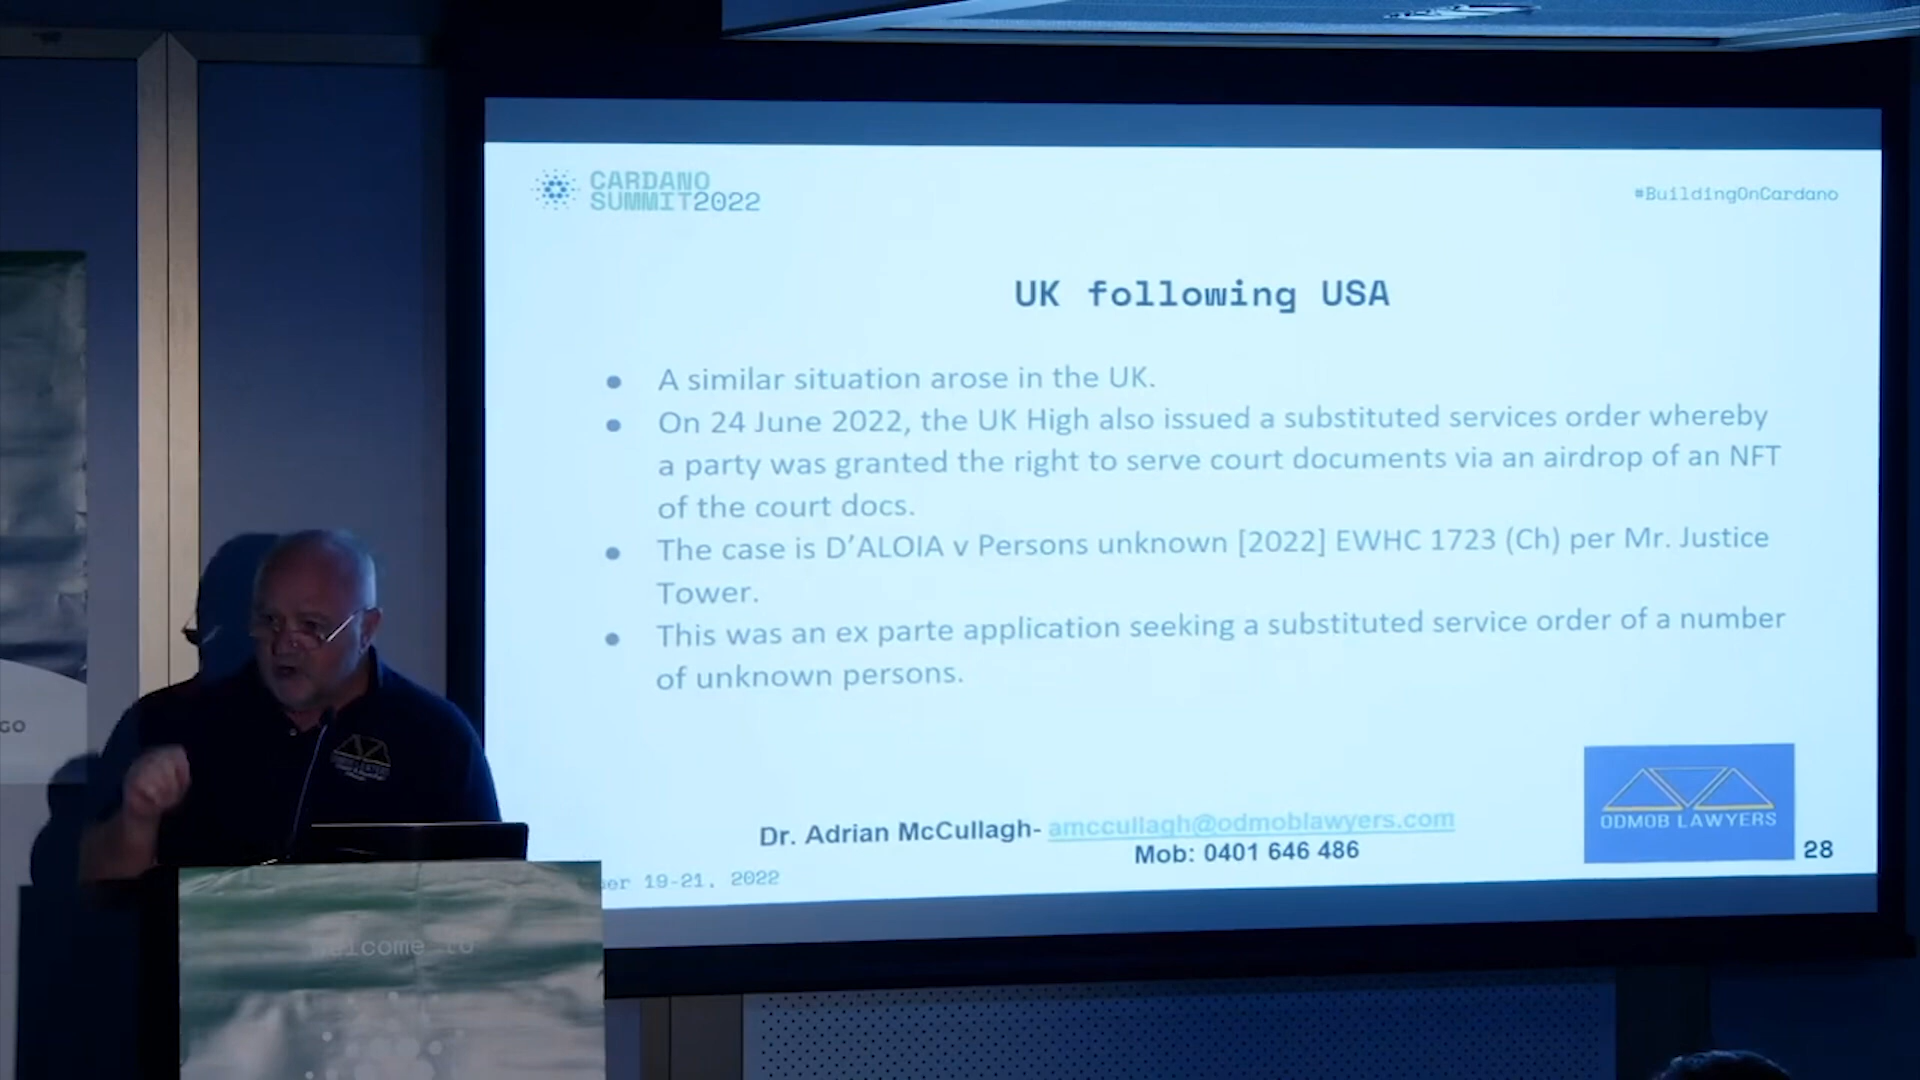 CARDANO
SUMMIT2022
#BuildingOnCardano
UK following USA
● A similar situation arose in the UK.
● On 24 June 2022, the UK High also issued a substituted services order whereby
a party was granted the right to serve court documents via an airdrop of an NFT
of the court docs.
● The case is D'ALOIA v Persons unknown [2022] EWHC 1723 (Ch) per Mr. Justice
Tower.
● This was an ex parte application seeking a substituted service order of a number
of unknown persons.
Dr. Adrian McCullagh- amccullagh@odmoblawyers.com
Mob: 0401 646 486
ODMOB LAWYERS
28
19-21, 2022
ODMOB LAWYERS
GO
to